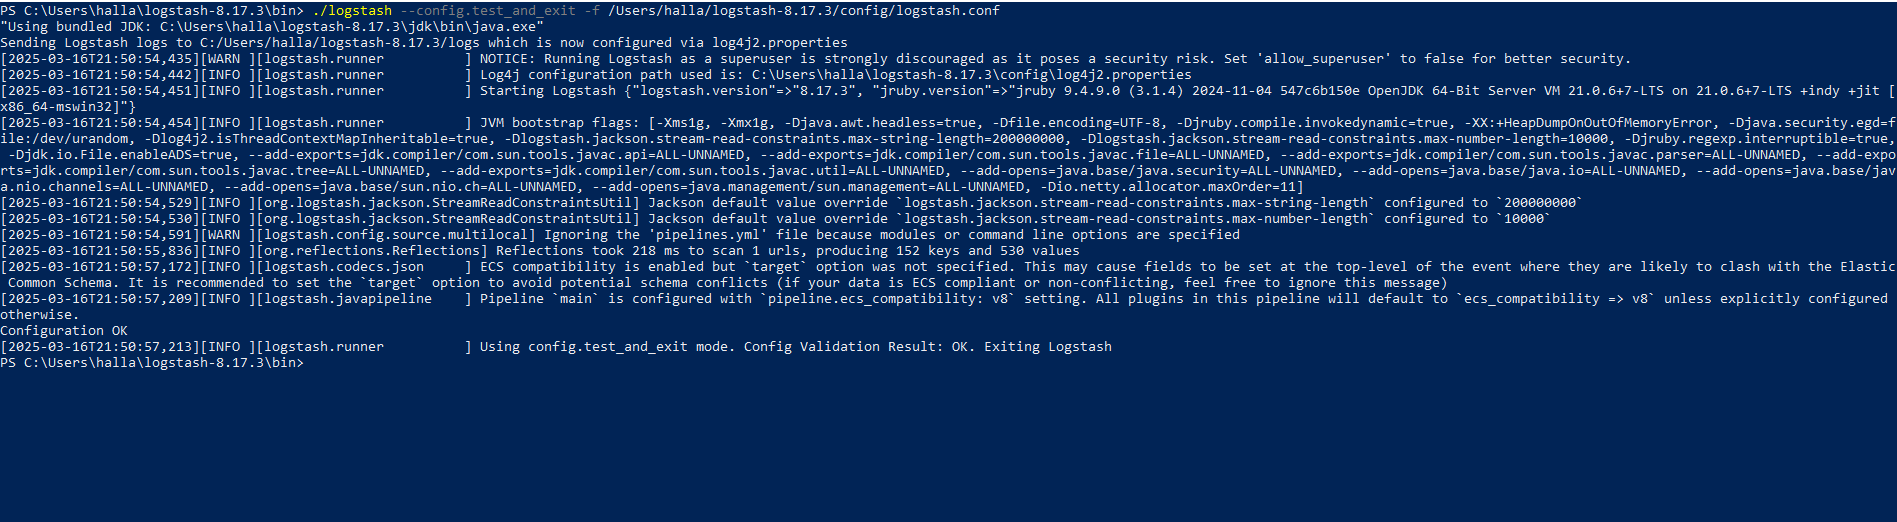 PS C:\Users\halla\logstash-8.17.3\bin> ./logstash --config.test_and_exit -f /Users/halla/logstash-8.17.3/config/logstash.conf
"Using bundled JDK: C:\Users\halla\logstash-8.17.3\jdk\bin\java.exe"
Sending Logstash logs to C:/Users/halla/logstash-8.17.3/logs which is now configured via log4j2.properties
[2025-03-16T21:50:54,435][WARN ][logstash.runner          ] NOTICE: Running Logstash as a superuser is strongly discouraged as it poses a security risk. Set 'allow_superuser' to false for better security.
[2025-03-16T21:50:54,442][INFO ][logstash.runner          ] Log4j configuration path used is: C:\Users\halla\logstash-8.17.3\config\log4j2.properties
[2025-03-16T21:50:54,451][INFO ][logstash.runner          ] Starting Logstash {"logstash.version"=>"8.17.3", "jruby.version"=>"jruby 9.4.9.0 (3.1.4) 2024-11-04 547c6b150e OpenJDK 64-Bit Server VM 21.0.6+7-LTS on 21.0.6+7-LTS +indy +jit [
x86_64-mswin32]"}
[2025-03-16T21:50:54,454][INFO ][logstash.runner          ] JVM bootstrap flags: [-Xms1g, -Xmx1g, -Djava.awt.headless=true, -Dfile.encoding=UTF-8, -Djruby.compile.invokedynamic=true, -XX:+HeapDumpOnOutOfMemoryError, -Djava.security.egd=f
ile:/dev/urandom, -Dlog4j2.isThreadContextMapInheritable=true, -Dlogstash.jackson.stream-read-constraints.max-string-length=200000000, -Dlogstash.jackson.stream-read-constraints.max-number-length=10000, -Djruby.regexp.interruptible=true,
 -Djdk.io.File.enableADS=true, --add-exports=jdk.compiler/com.sun.tools.javac.api=ALL-UNNAMED, --add-exports=jdk.compiler/com.sun.tools.javac.file=ALL-UNNAMED, --add-exports=jdk.compiler/com.sun.tools.javac.parser=ALL-UNNAMED, --add-expo
rts=jdk.compiler/com.sun.tools.javac.tree=ALL-UNNAMED, --add-exports=jdk.compiler/com.sun.tools.javac.util=ALL-UNNAMED, --add-opens=java.base/java.security=ALL-UNNAMED, --add-opens=java.base/java.io=ALL-UNNAMED, --add-opens=java.base/jav
a.nio.channels=ALL-UNNAMED, --add-opens=java.base/sun.nio.ch=ALL-UNNAMED, --add-opens=java.management/sun.management=ALL-UNNAMED, -Dio.netty.allocator.maxOrder=11]
[2025-03-16T21:50:54,529][INFO ][org.logstash.jackson.StreamReadConstraintsUtil] Jackson default value override `logstash.jackson.stream-read-constraints.max-string-length` configured to `200000000`
[2025-03-16T21:50:54,530][INFO ][org.logstash.jackson.StreamReadConstraintsUtil] Jackson default value override `logstash.jackson.stream-read-constraints.max-number-length` configured to `10000`
[2025-03-16T21:50:54,591][WARN ][logstash.config.source.multilocal] Ignoring the 'pipelines.yml' file because modules or command line options are specified
[2025-03-16T21:50:55,836][INFO ][org.reflections.Reflections] Reflections took 218 ms to scan 1 urls, producing 152 keys and 530 values
[2025-03-16T21:50:57,172][INFO ][logstash.codecs.json     ] ECS compatibility is enabled but `target` option was not specified. This may cause fields to be set at the top-level of the event where they are likely to clash with the Elastic
 Common Schema. It is recommended to set the `target` option to avoid potential schema conflicts (if your data is ECS compliant or non-conflicting, feel free to ignore this message)
[2025-03-16T21:50:57,209][INFO ][logstash.javapipeline    ] Pipeline `main` is configured with `pipeline.ecs_compatibility: v8` setting. All plugins in this pipeline will default to `ecs_compatibility => v8` unless explicitly configured
otherwise.
Configuration OK
[2025-03-16T21:50:57,213][INFO ][logstash.runner          ] Using config.test_and_exit mode. Config Validation Result: OK. Exiting Logstash
PS C:\Users\halla\logstash-8.17.3\bin>